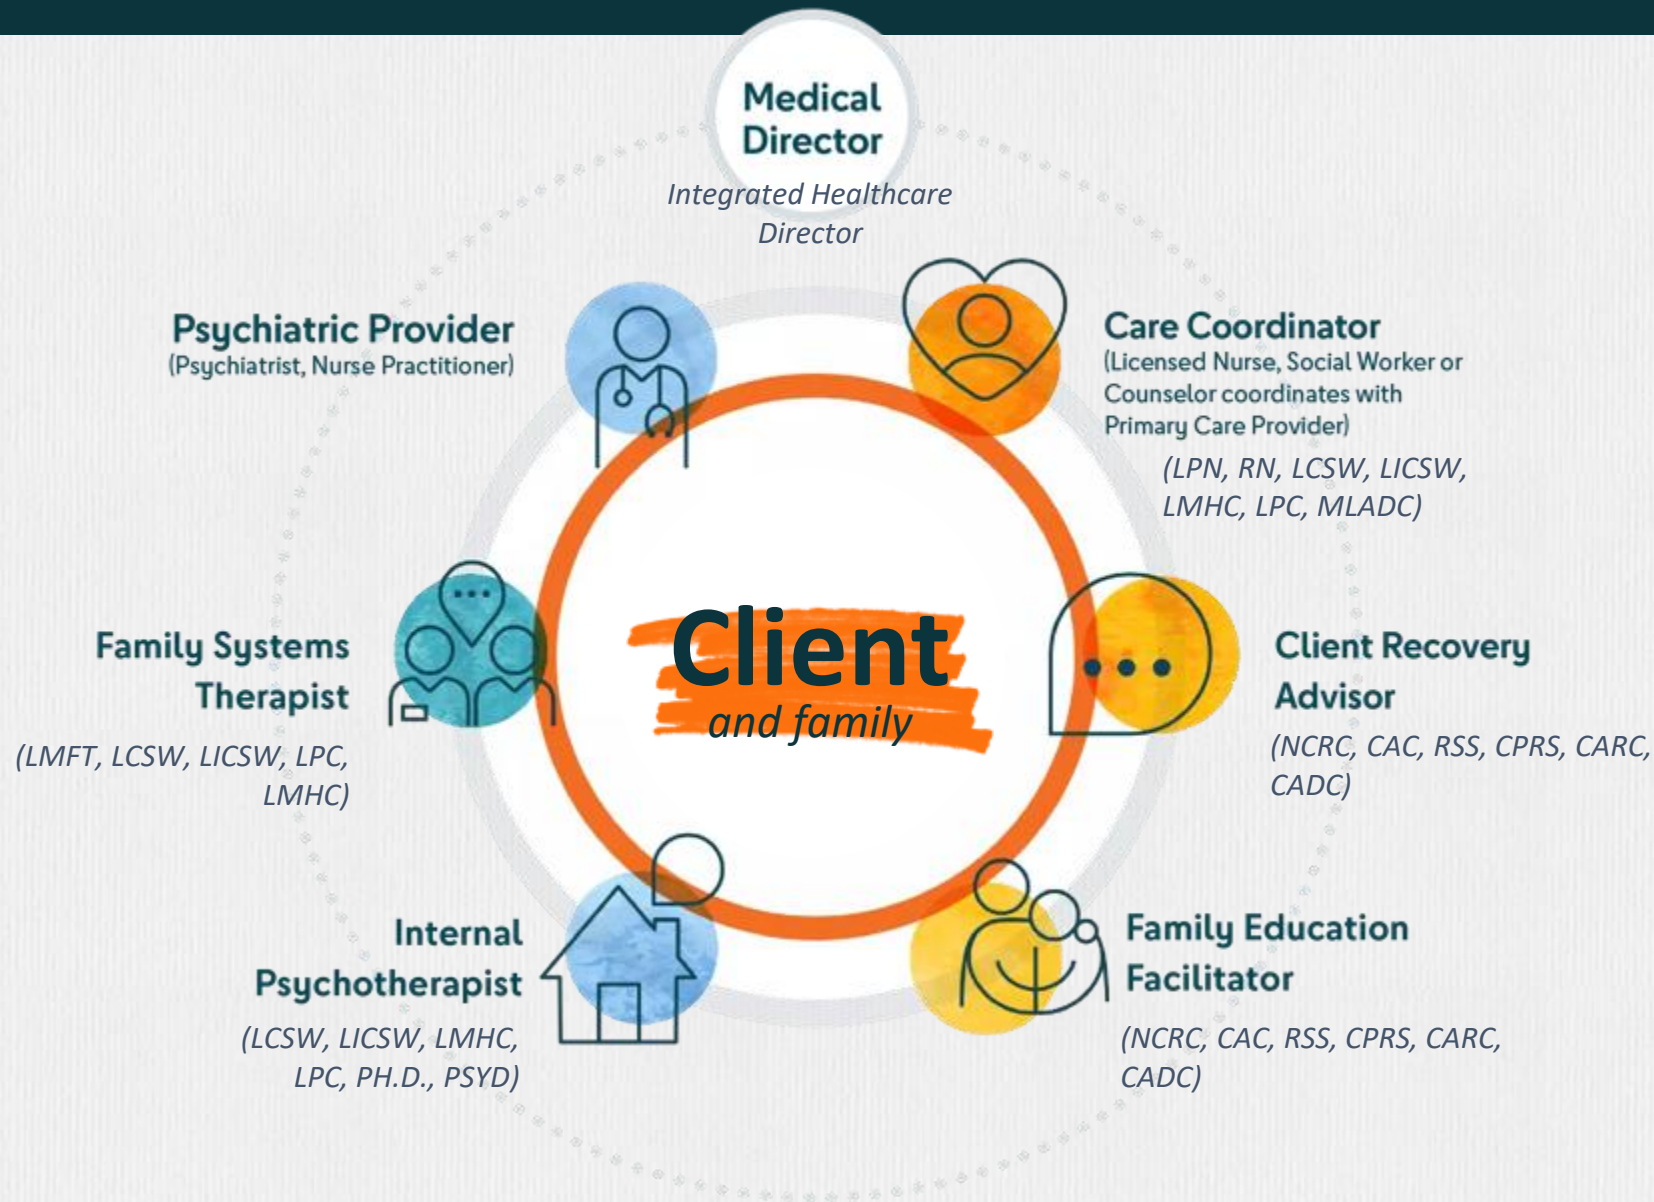 Medical
Director
Integrated Healthcare
Director
Psychiatric Provider
(Psychiatrist, Nurse Practitioner)
Care Coordinator
(Licensed Nurse, Social Worker or
Counselor coordinates with
Primary Care Provider)
(LPN, RN, LCSW, LICSW,
LMHC, LPC, MLADC)
Family Systems
Therapist
(LMFT, LCSW, LICSW, LPC,
LMHC)
Client
and family
Client Recovery
Advisor
(NCRC, CAC, RSS, CPRS, CARC,
CADC)
Internal
Psychotherapist
(LCSW, LICSW, LMHC,
LPC, PH.D., PSYD)
Family Education
Facilitator
(NCRC, CAC, RSS, CPRS, CARC,
CADC)